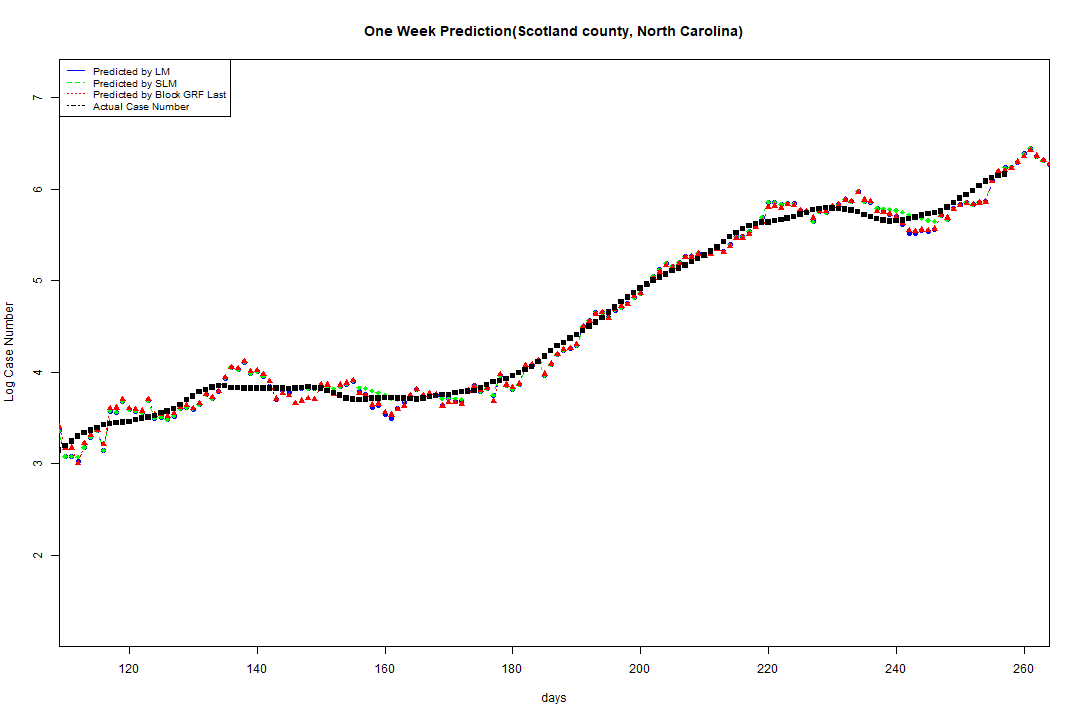 One Week Prediction(Scotland county, North Carolina)
Predicted by LM
Predicted by SLM
Predicted by Block GRF Last
Actual Case Number
7
6
5
4
3
2
Log Case Number
120 140 160 180 200 220 240 260
days